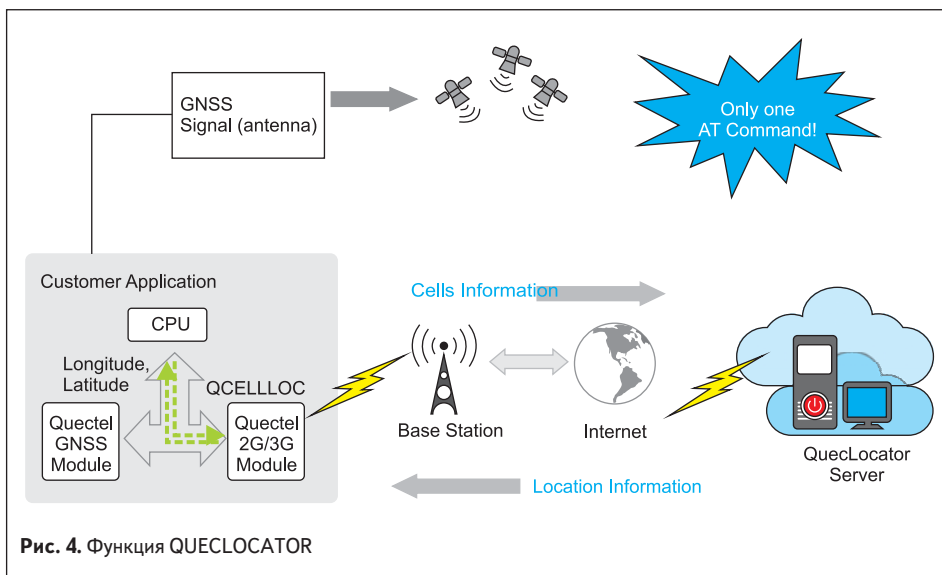 GNSS
Signal (antenna)
Only one
AT Command!
Customer Application
CPU
Longitude,
Latitude
QCELLLOC
Quectel
GNSS
Module
Quectel
2G/3G
Module
Cells Information
Base Station
Internet
QuecLocator
Server
Location Information
Рис. 4. Функция QUECLOCATOR